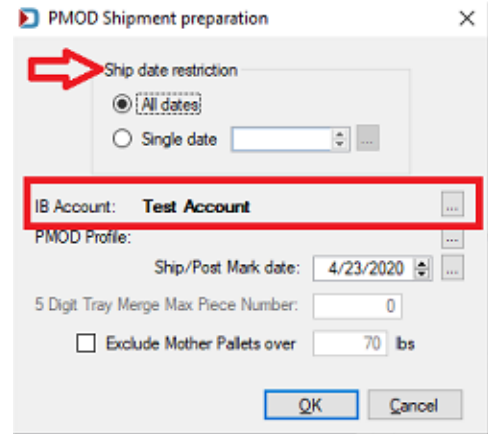 PMOD Shipment preparation
Ship date restriction
All dates
Single date ...
IB Account: Test Account ...
PMOD Profile: ...
Ship/Post Mark date: 4/23/2020 ...
5 Digit Tray Merge Max Piece Number: 0
Exclude Mother Pallets over 70 lbs
OK Cancel